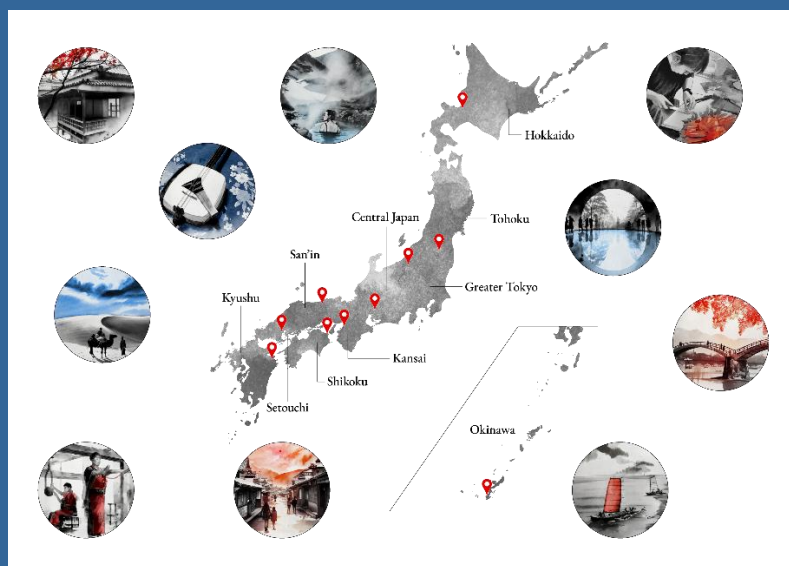 Hokkaido
Central Japan
Tohoku
San'in
Greater Tokyo
Kyushu
Kansai
Shikoku
Setouchi
Okinawa